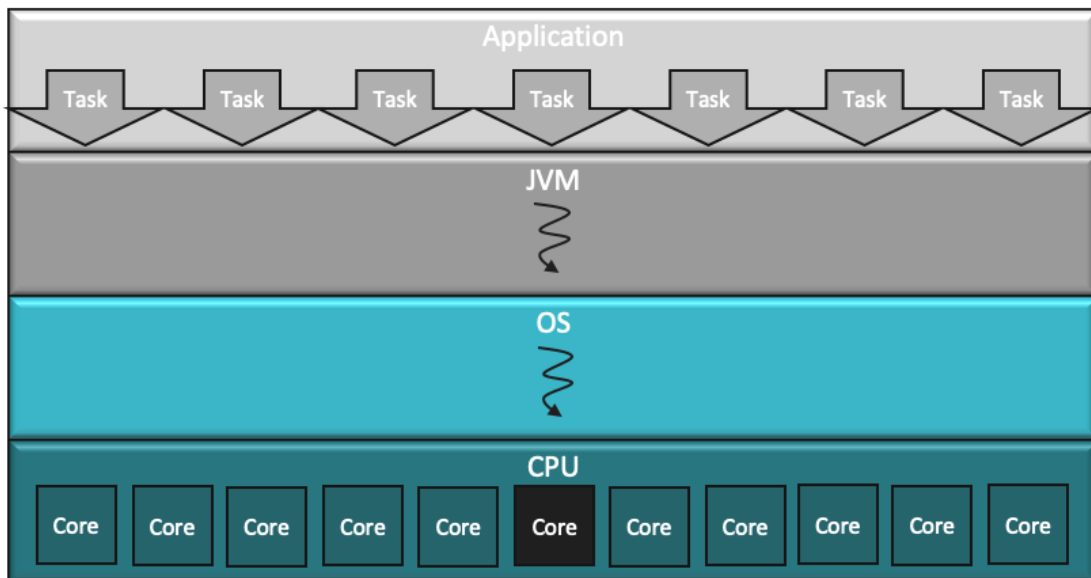 Application
Task Task Task Task Task Task Task
JVM
OS
CPU
Core Core Core Core Core Core Core Core Core Core Core